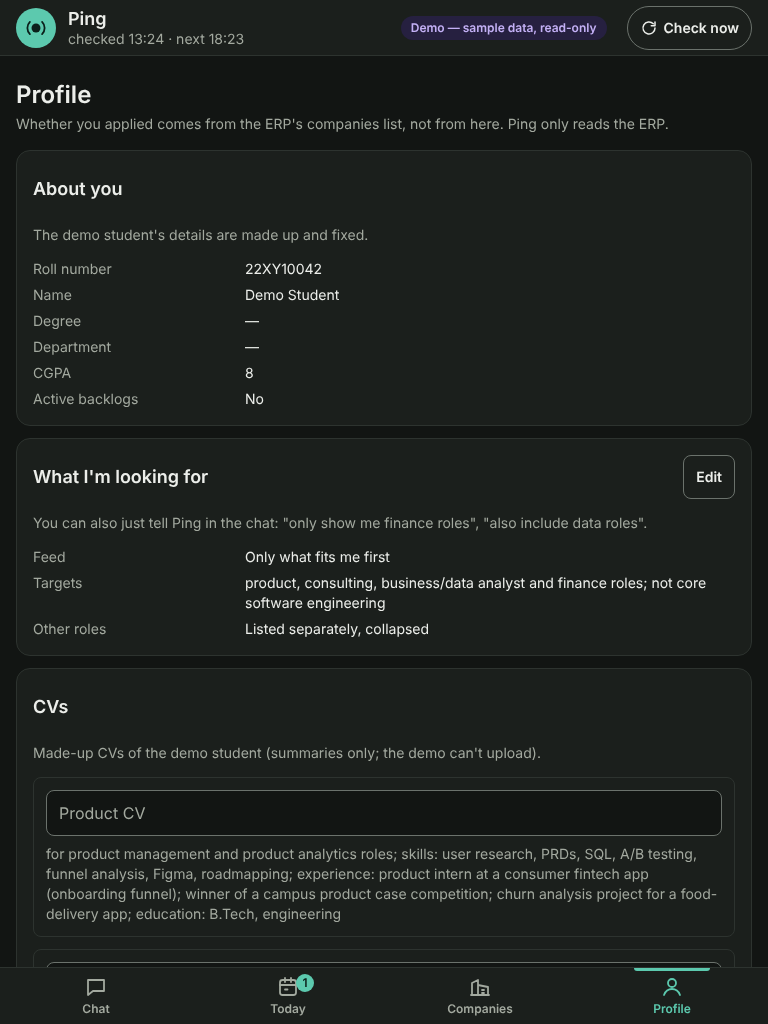 Ping
checked 13:24 · next 18:23
Demo — sample data, read-only
Check now
Profile
Whether you applied comes from the ERP's companies list, not from here. Ping only reads the ERP.
About you
The demo student's details are made up and fixed.
Roll number 22XY10042
Name Demo Student
Degree —
Department —
CGPA 8
Active backlogs No
What I'm looking for
Edit
You can also just tell Ping in the chat: "only show me finance roles", "also include data roles".
Feed Only what fits me first
Targets product, consulting, business/data analyst and finance roles; not core
software engineering
Other roles Listed separately, collapsed
CVs
Made-up CVs of the demo student (summaries only; the demo can't upload).
Product CV
for product management and product analytics roles; skills: user research, PRDs, SQL, A/B testing,
funnel analysis, Figma, roadmapping; experience: product intern at a consumer fintech app
(onboarding funnel); winner of a campus product case competition; churn analysis project for a food-
delivery app; education: B.Tech, engineering
1
Chat Today Companies Profile